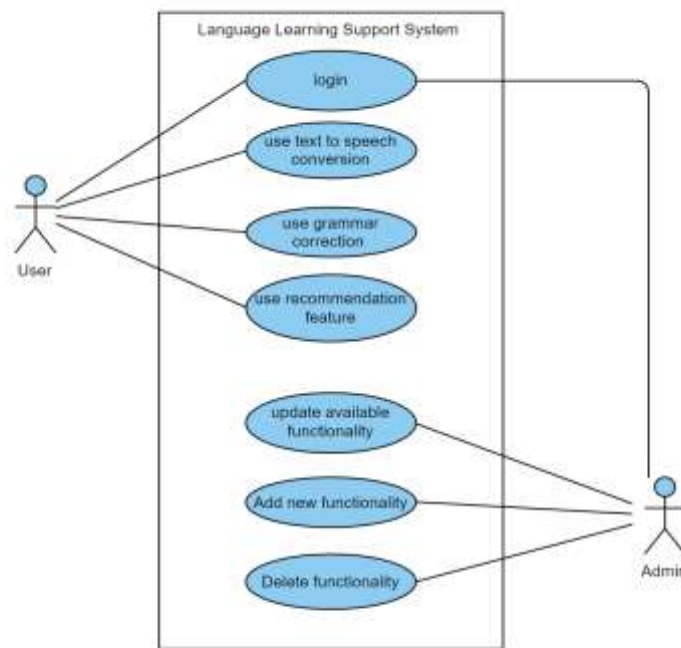 Language Learning Support System
login
use text to speech
conversion
use grammar
correction
User
use recommendation
feature
update available
functionality
Add new functionality
Admin
Delete functionality